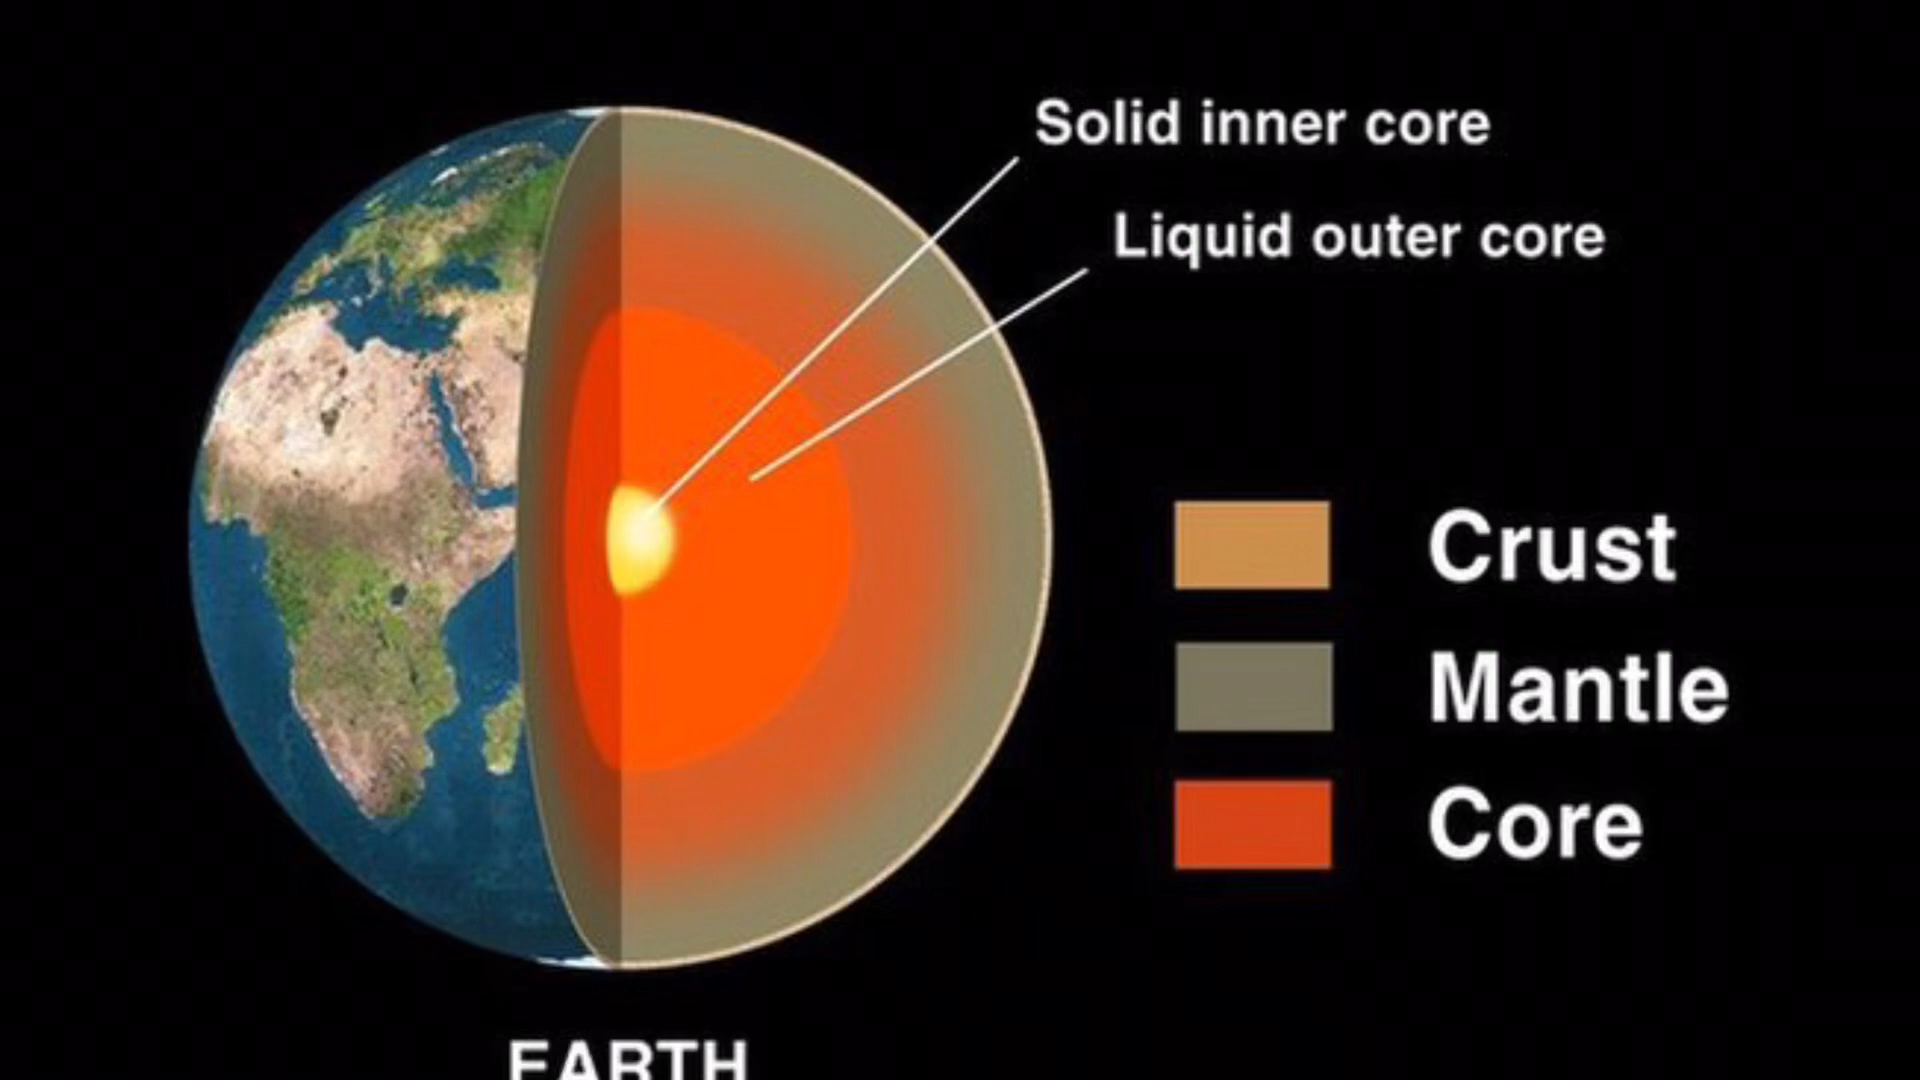 Solid inner core
Liquid outer core
Crust
Mantle
Core
EARTH